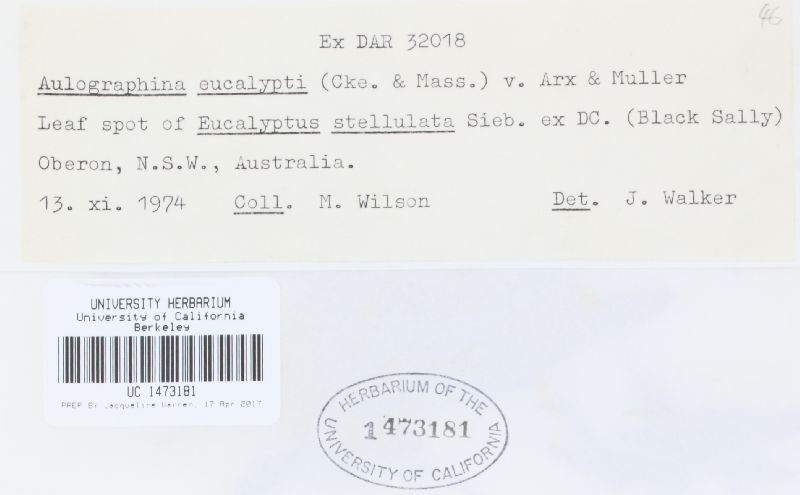 46
Ex DAR 32018
Aulographina eucalypti (Cke. & Mass.) v. Arx & Muller
Leaf spot of Eucalyptus stellulata Sieb. ex DC. (Black Sally)
Oberon, N.S.W., Australia.
13. xi. 1974 Coll. M. Wilson Det. J. Walker
UNIVERSITY HERBARIUM
University of California
Berkeley
UC 1473181
PREP BY Jacqueline Warren, 17 Apr 2017
HERBARIUM OF THE
1473181
UNIVERSITY OF CALIFORNIA